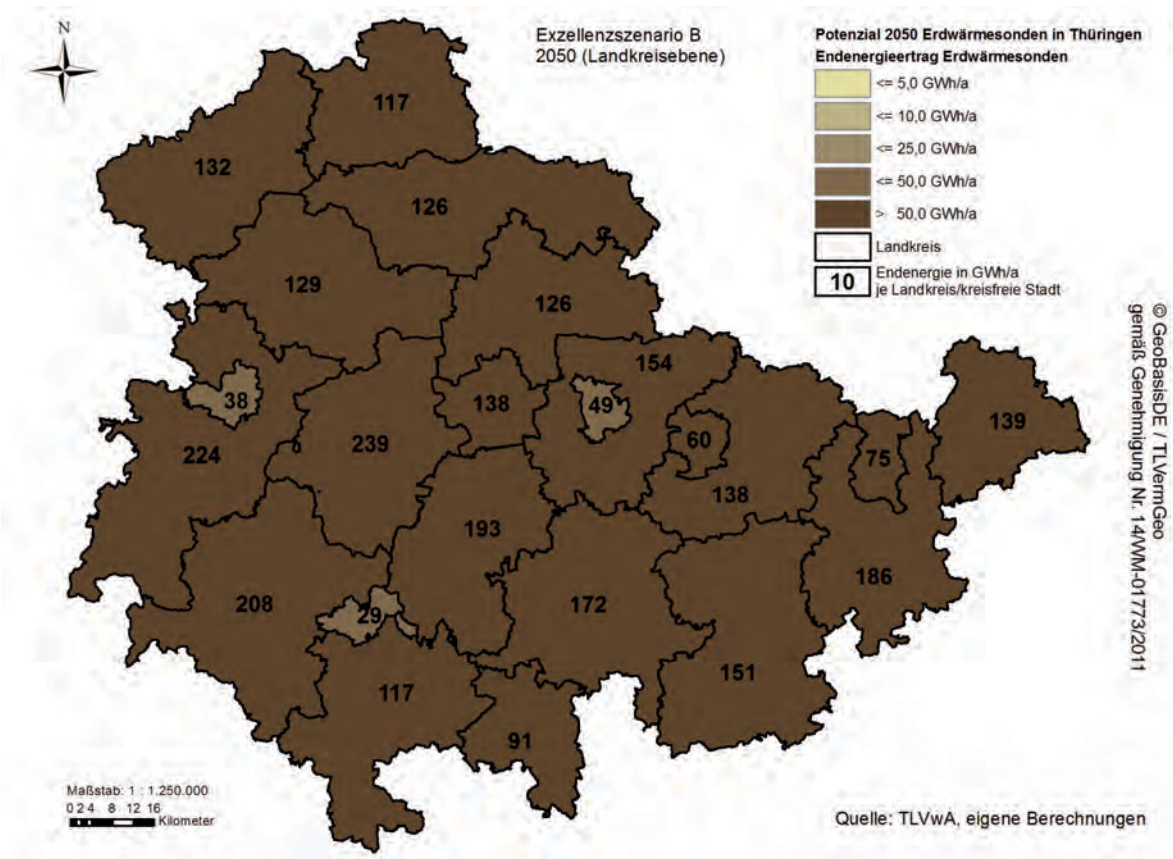 N
Exzellenzszenario B
2050 (Landkreisebene)
Potenzial 2050 Erdwärmesonden in Thüringen
Endenergieertrag Erdwärmesonden
<= 5,0 GWh/a
<= 10,0 GWh/a
<= 25,0 GWh/a
<= 50,0 GWh/a
> 50,0 GWh/a
Landkreis
10 Endenergie in GWh/a
je Landkreis/kreisfreie Stadt
117
132
126
129
126
154
38
138
49
139
224
239
60
75
138
193
186
208
172
29
151
117
91
© GeoBasisDE / TLVermGeo
gemäß Genehmigung Nr. 14/WM-01773/2011
Maßstab: 1 : 1.250.000
0 2 4 8 12 16
Kilometer
Quelle: TLVwA, eigene Berechnungen